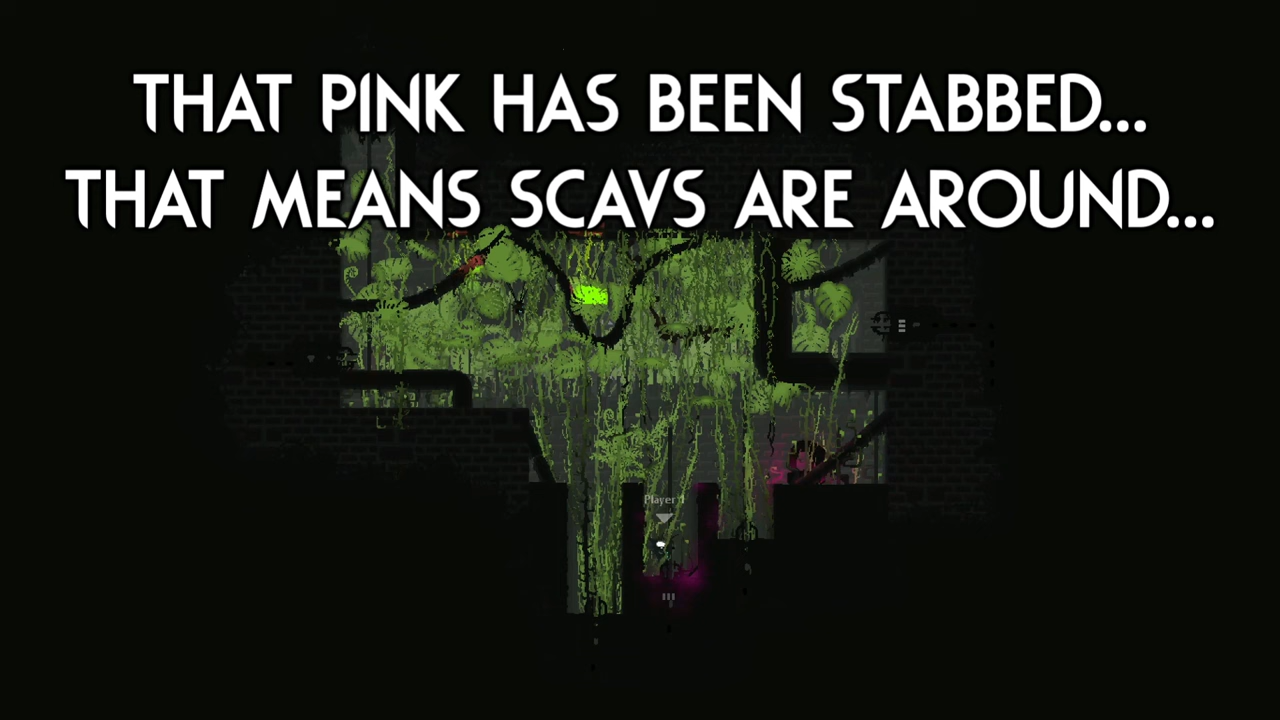 THAT PINK HAS BEEN STABBED...
THAT MEANS SCAVS ARE AROUND...
Player 1